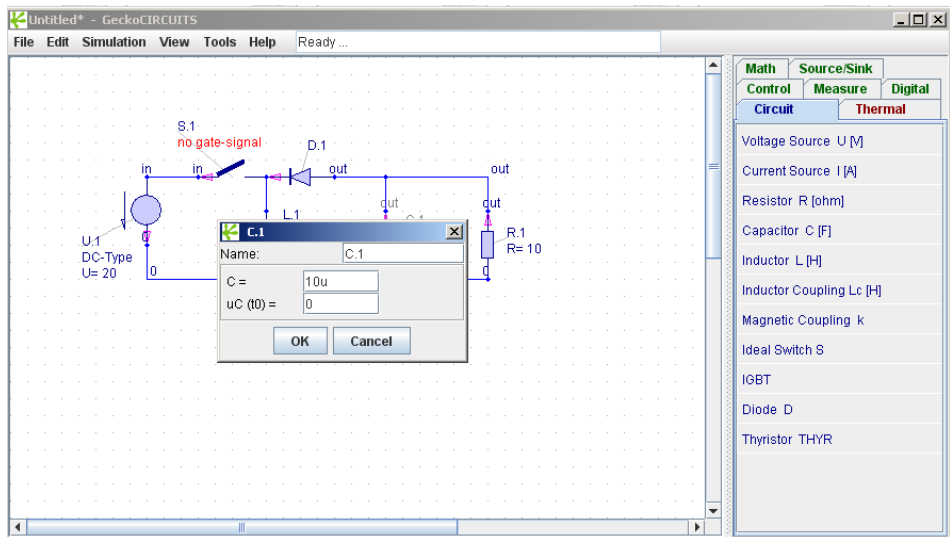 Untitled* - GeckoCIRCUITS
File Edit Simulation View Tools Help Ready ...
Math Source/Sink
Control Measure Digital
Circuit Thermal
Voltage Source U [V]
Current Source I [A]
Resistor R [ohm]
Capacitor C [F]
Inductor L [H]
Inductor Coupling Lc [H]
Magnetic Coupling k
Ideal Switch S
IGBT
Diode D
Thyristor THYR
S.1
no gate-signal
D.1
in in out out
out out
L.1
U.1
DC-Type
U= 20
0
R.1
R= 10
0
C.1
Name: C.1
C = 10u
uC (t0) = 0
OK Cancel